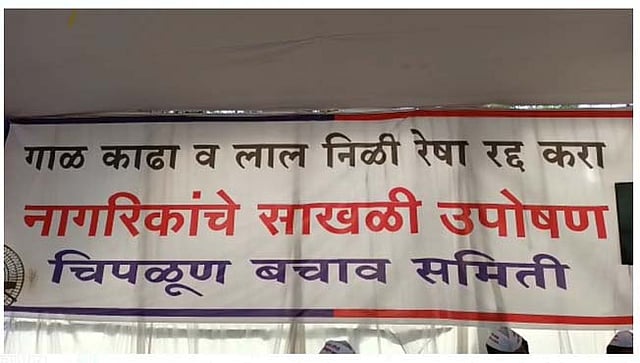 गाळ काढा व लाल निळी रेषा रद्द करा
नागरिकांचे साखळी उपोषण
चिपळूण बचाव समिती